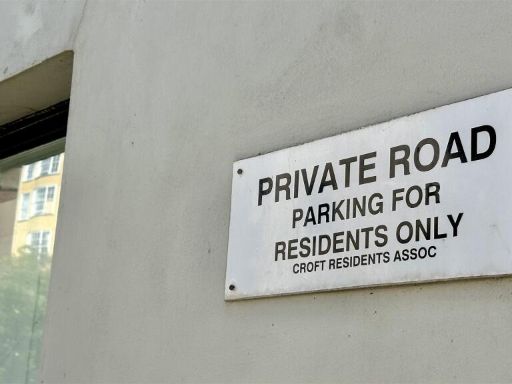 PRIVATE ROAD
PARKING FOR
RESIDENTS ONLY
CROFT RESIDENTS ASSOC